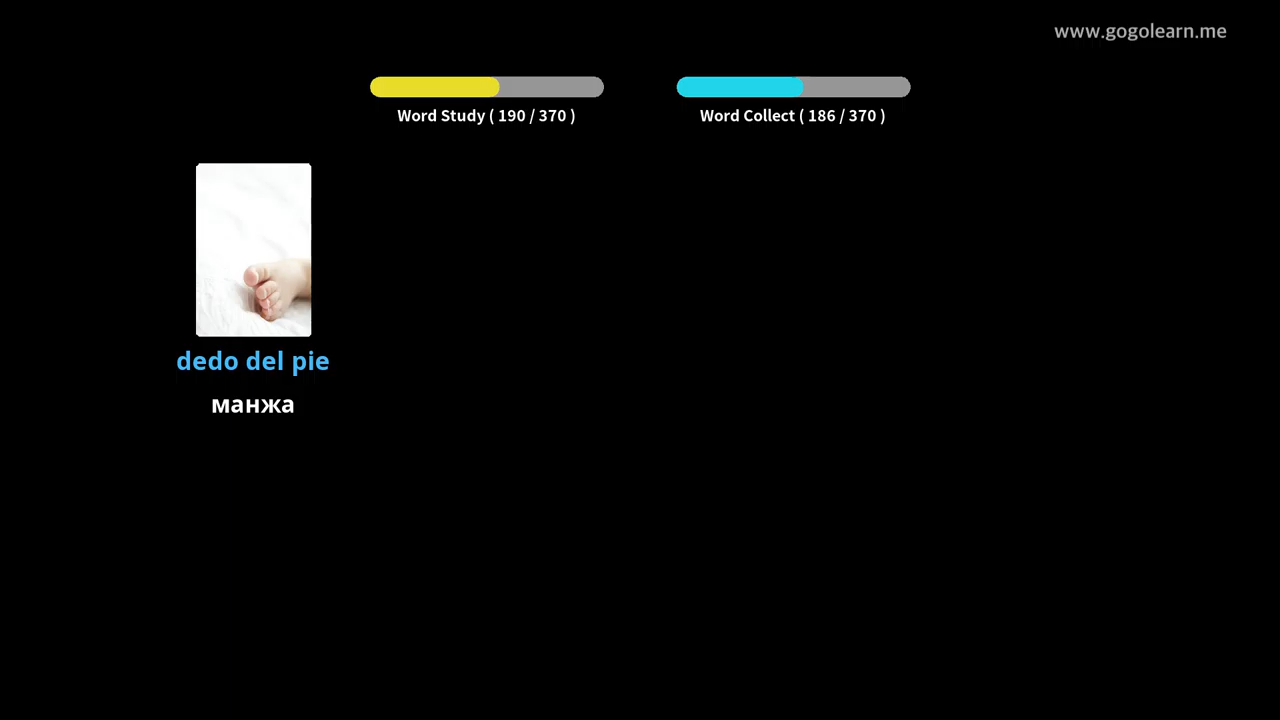 www.gogolearn.me
Word Study ( 190 / 370 )
Word Collect ( 186 / 370 )
dedo del pie
манжа